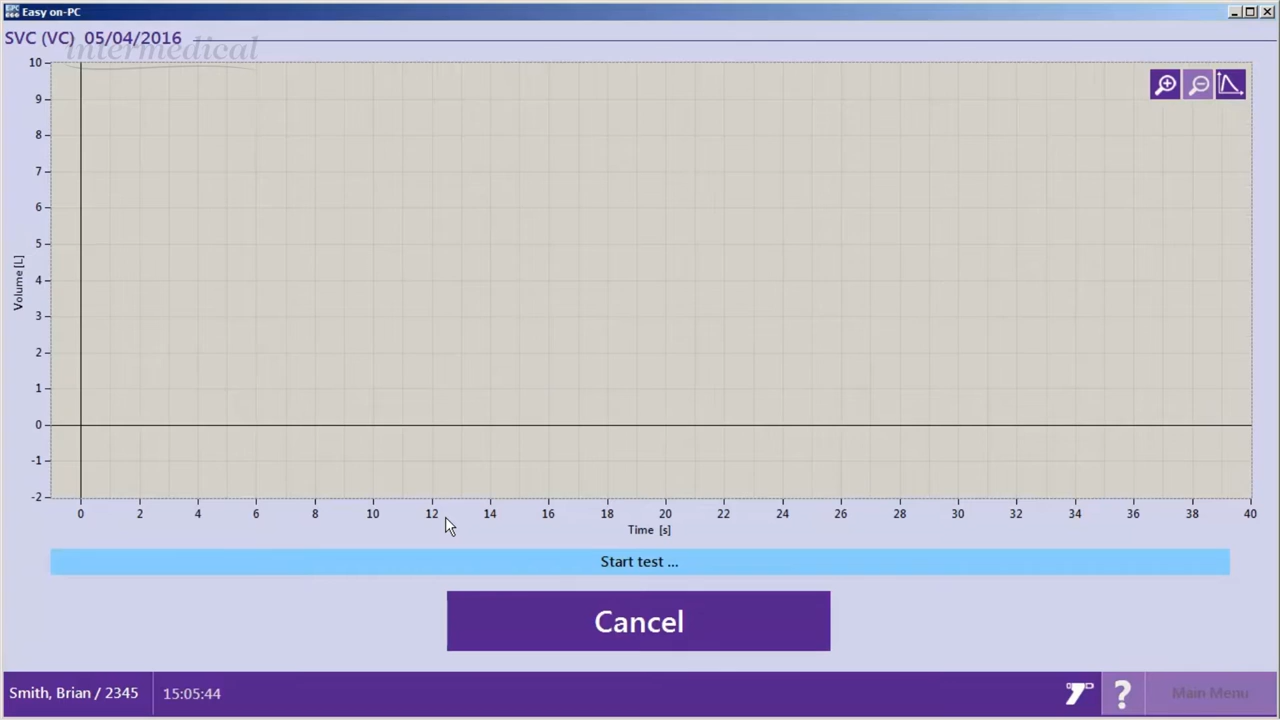 Easy on-PC
SVC (VC) 05/04/2016
intermedical
10
9
8
7
6
5
4
3
2
1
0
-1
-2
Volume [L]
0 2 4 6 8 10 12 14 16 18 20 22 24 26 28 30 32 34 36 38 40
Time [s]
Start test ...
Cancel
Smith, Brian / 2345 15:05:44 ? Main Menu